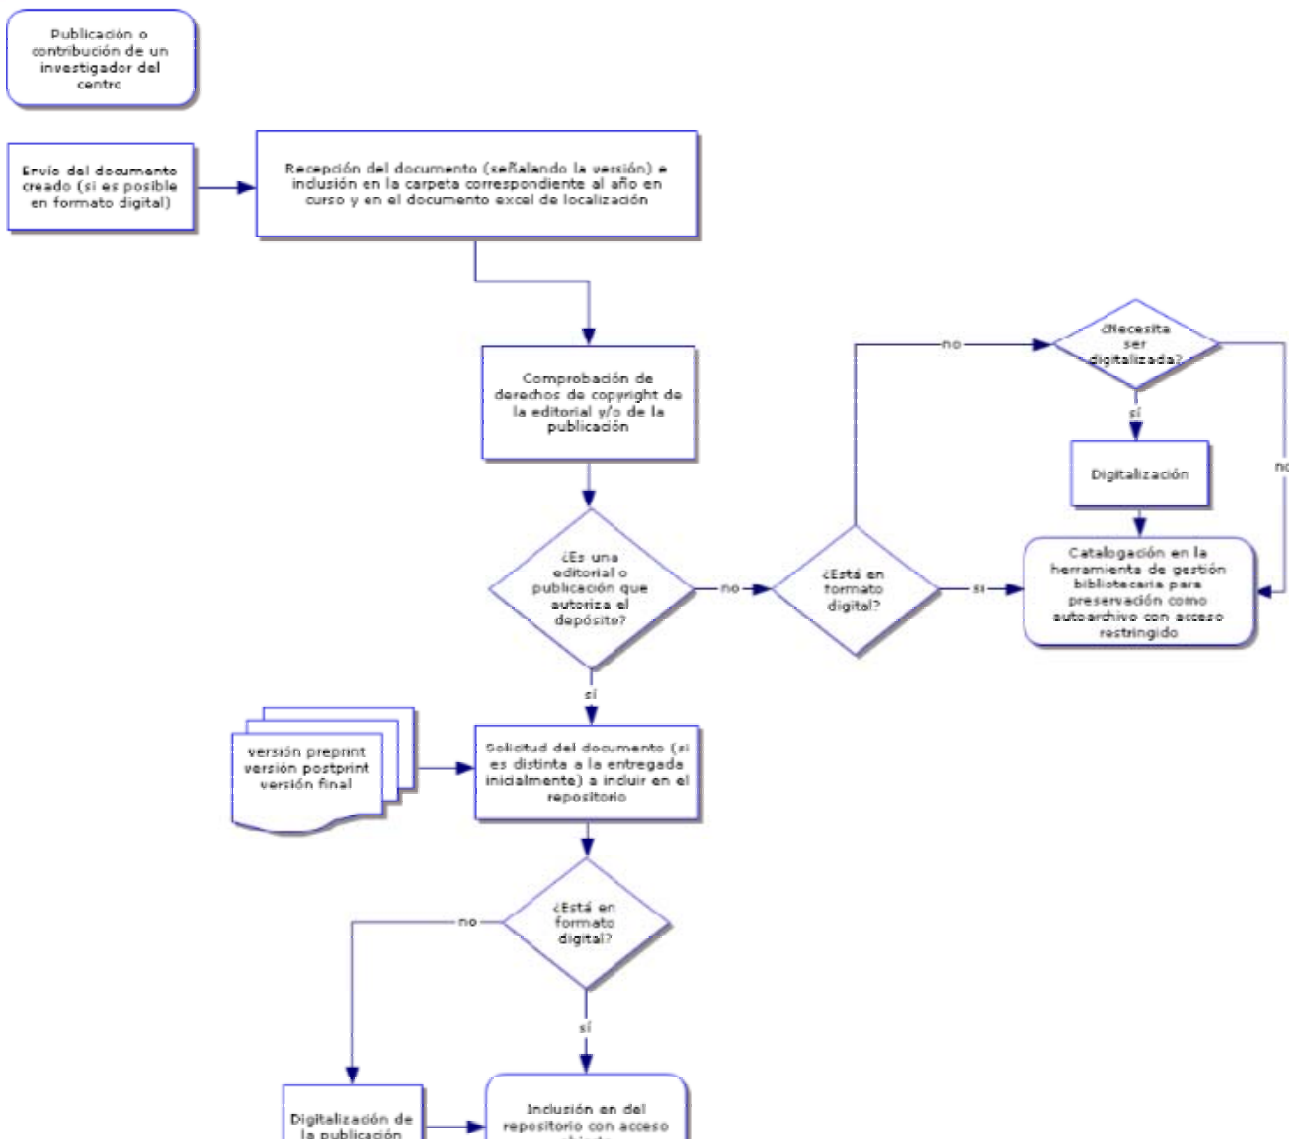 Publicación o
contribución de un
investigador del
centro
Envío del documento
creado (si es posible
en formato digital)
Recepción del documento (señalando la versión) e
inclusión en la carpeta correspondiente al año en
curso y en el documento excel de localización
Comprobación de
derechos de copyright de
la editorial y/o de la
publicación
¿Es una
editorial o
publicación que
autoriza el
depósito?
no
¿Está en
formato
digital?
no
¿Necesita
ser
digitalizada?
sí
Digitalización
no
si
Catalogación en la
herramienta de gestión
bibliotecaria para
preservación como
autoarchivo con acceso
restringido
sí
versión preprint
versión postprint
versión final
Solicitud del documento (si
es distinta a la entregada
inicialmente) a incluir en el
repositorio
¿Está en
formato
digital?
no
sí
Digitalización de
la publicación
Inclusión en del
repositorio con acceso
abierto